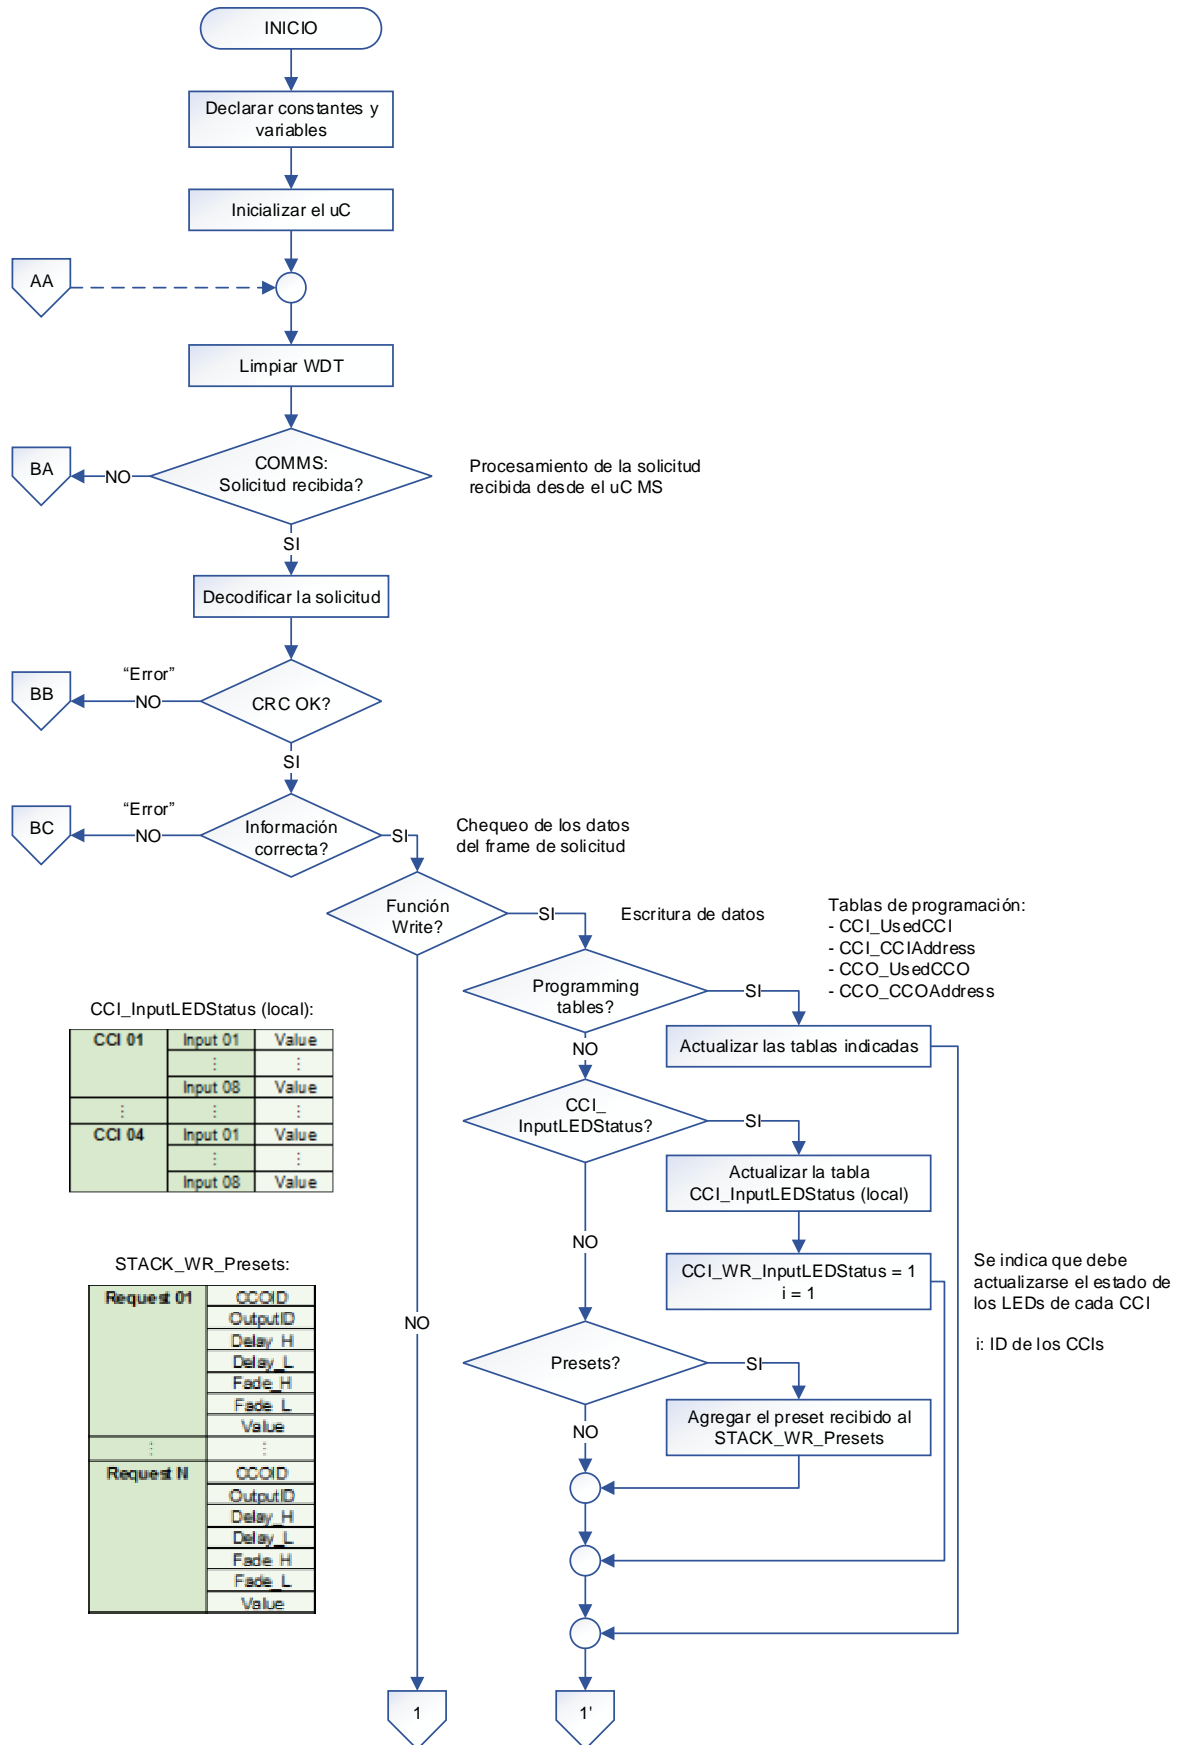 INICIO
Declarar constantes y
variables
Inicializar el uC
AA
Limpiar WDT
BA
NO
COMMS:
Solicitud recibida?
Procesamiento de la solicitud
recibida desde el uC MS
SI
Decodificar la solicitud
“Error”
BB
NO
CRC OK?
SI
“Error”
BC
NO
Información
correcta?
SI
Chequeo de los datos
del frame de solicitud
Función
Write?
SI
Escritura de datos
Tablas de programación:
- CCI_UsedCCI
- CCI_CCIAddress
- CCO_UsedCCO
- CCO_CCOAddress
Programming
tables?
SI
Actualizar las tablas indicadas
NO
CCI_InputLEDStatus (local):
CCI 01 Input 01 Value
⋮ ⋮
Input 08 Value
⋮ ⋮ ⋮
CCI 04 Input 01 Value
⋮ ⋮
Input 08 Value
CCI_
InputLEDStatus?
SI
Actualizar la tabla
CCI_InputLEDStatus (local)
NO
CCI_WR_InputLEDStatus = 1
i = 1
Se indica que debe
actualizarse el estado de
los LEDs de cada CCI
i: ID de los CCIs
STACK_WR_Presets:
Request 01 CCOID
OutputID
Delay_H
Delay_L
Fade_H
Fade_L
Value
⋮ ⋮
Request N CCOID
OutputID
Delay_H
Delay_L
Fade_H
Fade_L
Value
NO
Presets?
SI
Agregar el preset recibido al
STACK_WR_Presets
NO
1
1'